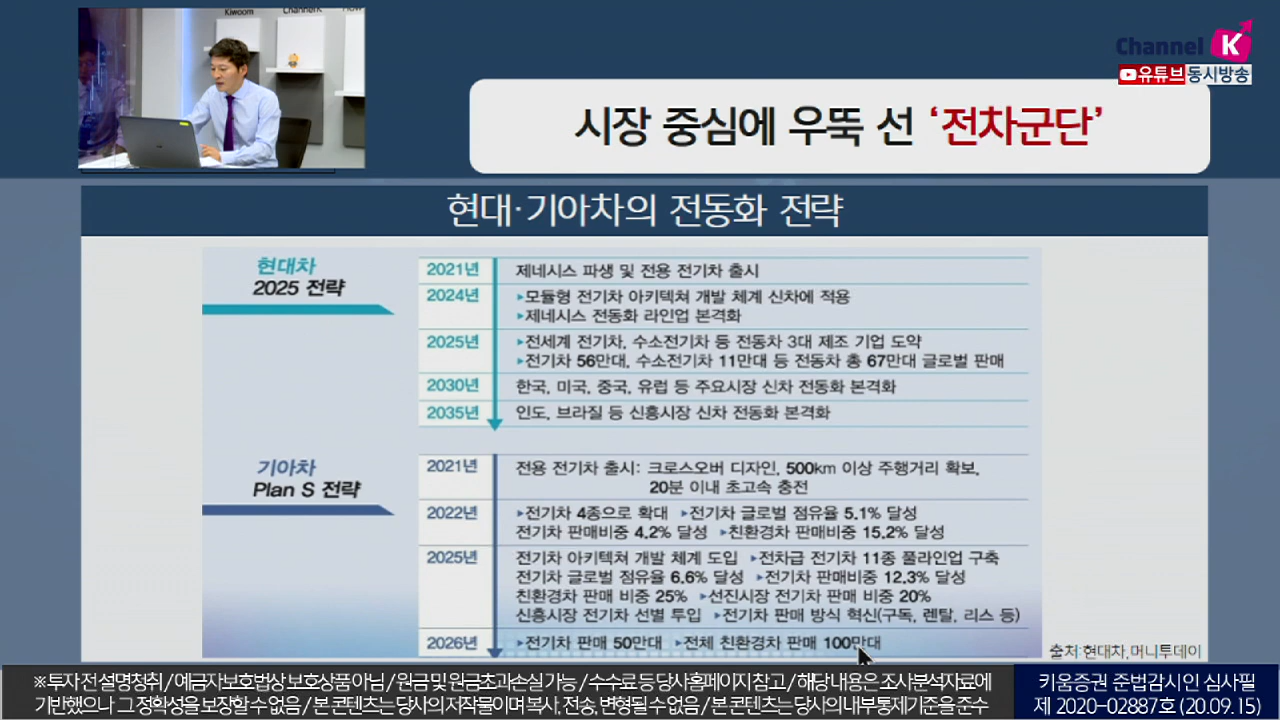 Kiwoom
Channel K
유튜브 동시방송
시장 중심에 우뚝 선 ‘전차군단’
현대·기아차의 전동화 전략
현대차
2025 전략
2021년 제네시스 파생 및 전용 전기차 출시
2024년 ▸모듈형 전기차 아키텍쳐 개발 체계 신차에 적용
▸제네시스 전동화 라인업 본격화
2025년 ▸전세계 전기차, 수소전기차 등 전동차 3대 제조 기업 도약
▸전기차 56만대, 수소전기차 11만대 등 전동차 총 67만대 글로벌 판매
2030년 한국, 미국, 중국, 유럽 등 주요시장 신차 전동화 본격화
2035년 인도, 브라질 등 신흥시장 신차 전동화 본격화
기아차
Plan S 전략
2021년 전용 전기차 출시: 크로스오버 디자인, 500km 이상 주행거리 확보,
20분 이내 초고속 충전
2022년 ▸전기차 4종으로 확대 ▸전기차 글로벌 점유율 5.1% 달성
전기차 판매비중 4.2% 달성 ▸친환경차 판매비중 15.2% 달성
2025년 전기차 아키텍쳐 개발 체계 도입 ▸전차급 전기차 11종 풀라인업 구축
전기차 글로벌 점유율 6.6% 달성 ▸전기차 판매비중 12.3% 달성
친환경차 판매 비중 25% ▸선진시장 전기차 판매 비중 20%
신흥시장 전기차 선별 투입 ▸전기차 판매 방식 혁신(구독, 렌탈, 리스 등)
2026년 ▸전기차 판매 50만대 ▸전체 친환경차 판매 100만대
출처:현대차,머니투데이
※투자 전 설명청취 / 예금자보호법상 보호상품 아님 / 원금 및 원금초과손실 가능 / 수수료 등 당사홈페이지 참고 / 해당 내용은 조사분석자료에
기반했으나 그 정확성을 보장할 수 없음 / 본 콘텐츠는 당사의 저작물이며 복사, 전송, 변형될 수 없음 / 본 콘텐츠는 당사의 내부통제기준을 준수
키움증권 준법감시인 심사필
제 2020-02887호 (20.09.15)